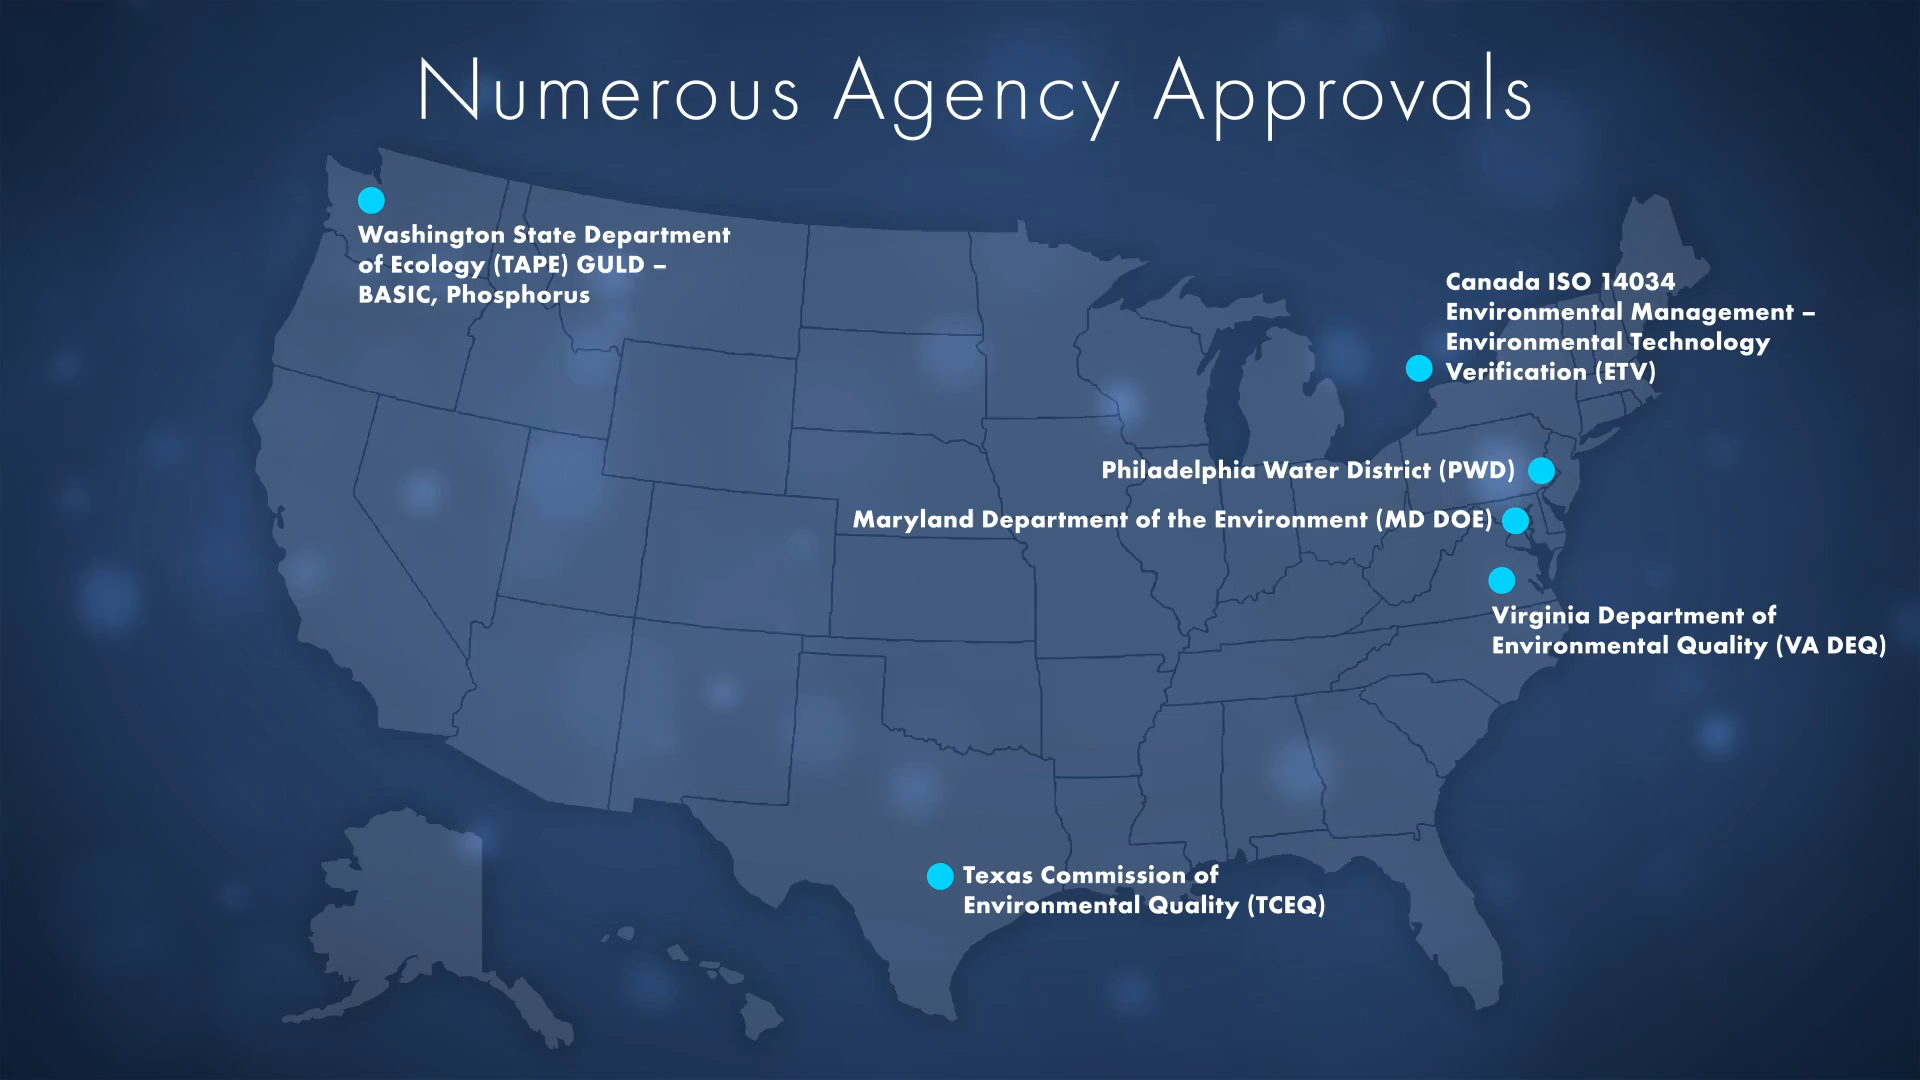 Numerous Agency Approvals
Washington State Department
of Ecology (TAPE) GULD –
BASIC, Phosphorus
Canada ISO 14034
Environmental Management –
Environmental Technology
Verification (ETV)
Philadelphia Water District (PWD)
Maryland Department of the Environment (MD DOE)
Virginia Department of
Environmental Quality (VA DEQ)
Texas Commission of
Environmental Quality (TCEQ)